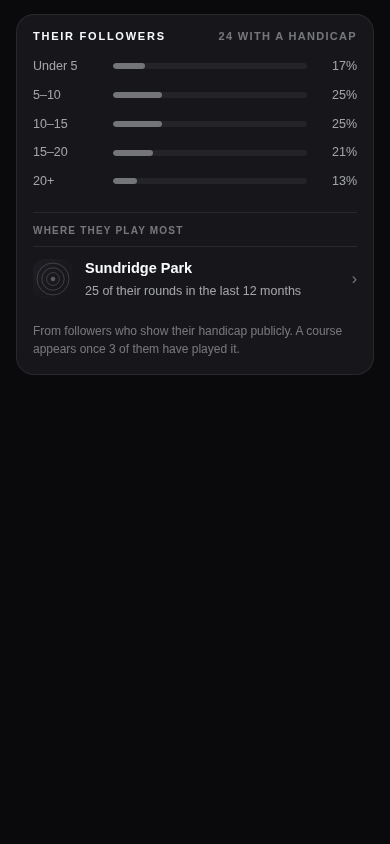 THEIR FOLLOWERS 24 WITH A HANDICAP
Under 5 17%
5–10 25%
10–15 25%
15–20 21%
20+ 13%
WHERE THEY PLAY MOST
Sundridge Park
25 of their rounds in the last 12 months
From followers who show their handicap publicly. A course
appears once 3 of them have played it.